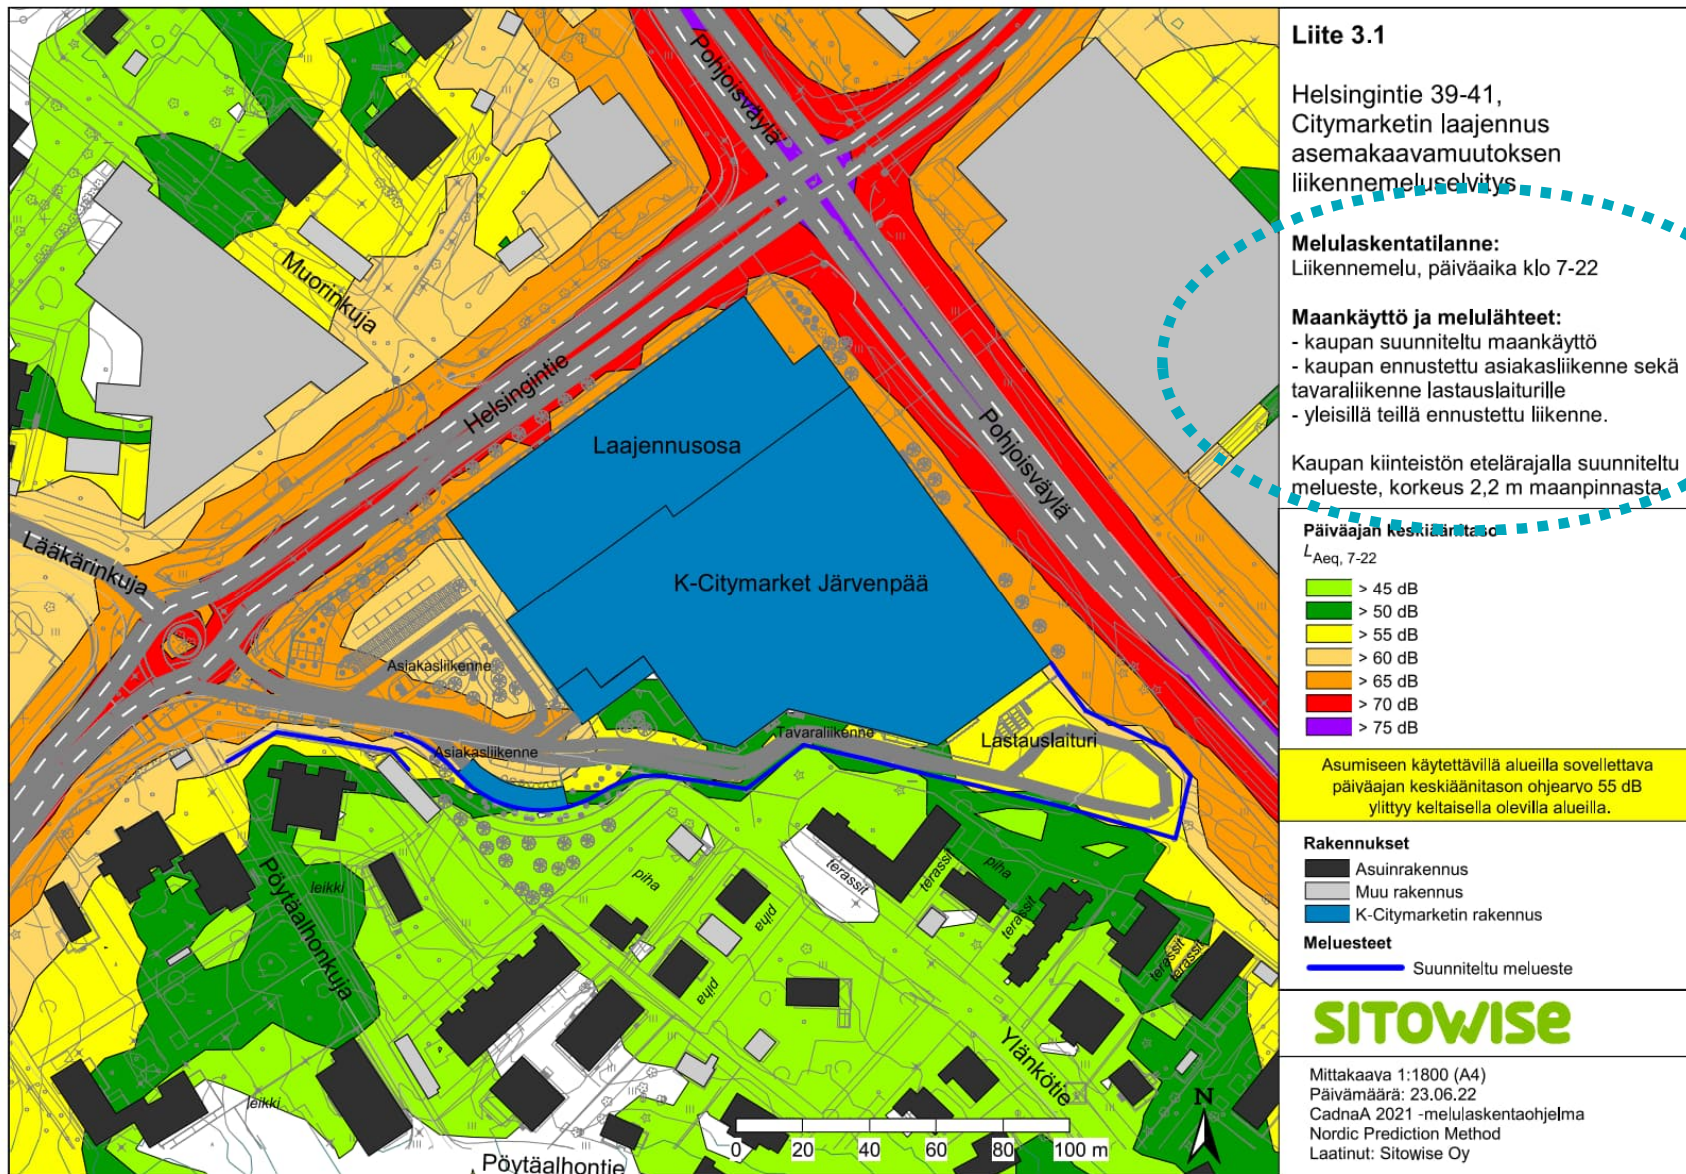 Liite 3.1
Helsingintie 39-41,
Citymarketin laajennus
asemakaavamuutoksen
liikennemeluselvitys
Melulaskentatilanne:
Liikennemelu, päiväaika klo 7-22
Maankäyttö ja melulähteet:
- kaupan suunniteltu maankäyttö
- kaupan ennustettu asiakasliikenne sekä
tavaraliikenne lastauslaiturille
- yleisillä teillä ennustettu liikenne.
Kaupan kiinteistön etelärajalla suunniteltu
melueste, korkeus 2,2 m maanpinnasta
Päiväajan keskiäänitaso
LAeq, 7-22
> 45 dB
> 50 dB
> 55 dB
> 60 dB
> 65 dB
> 70 dB
> 75 dB
Asumiseen käytettävillä alueilla sovellettava
päiväajan keskiäänitason ohjearvo 55 dB
ylittyy keltaisella olevilla alueilla.
Rakennukset
Asuinrakennus
Muu rakennus
K-Citymarketin rakennus
Meluesteet
Suunniteltu melueste
SITOWISE
Mittakaava 1:1800 (A4)
Päivämäärä: 23.06.22
CadnaA 2021 -melulaskentaohjelma
Nordic Prediction Method
Laatinut: Sitowise Oy
Pohjoisväylä
Muorinkuja
Helsingintie
Laajennusosa
Pohjoisväylä
Lääkärinkuja
K-Citymarket Järvenpää
Asiakasliikenne
Asiakasliikenne
Tavaraliikenne
Lastauslaituri
Pöytäalhonkuja
leikki
piha
piha
piha
terassit
terassit
piha
terassit
terassit
terassit
Ylänkötie
leikki
Pöytäalhontie
N
0 20 40 60 80 100 m